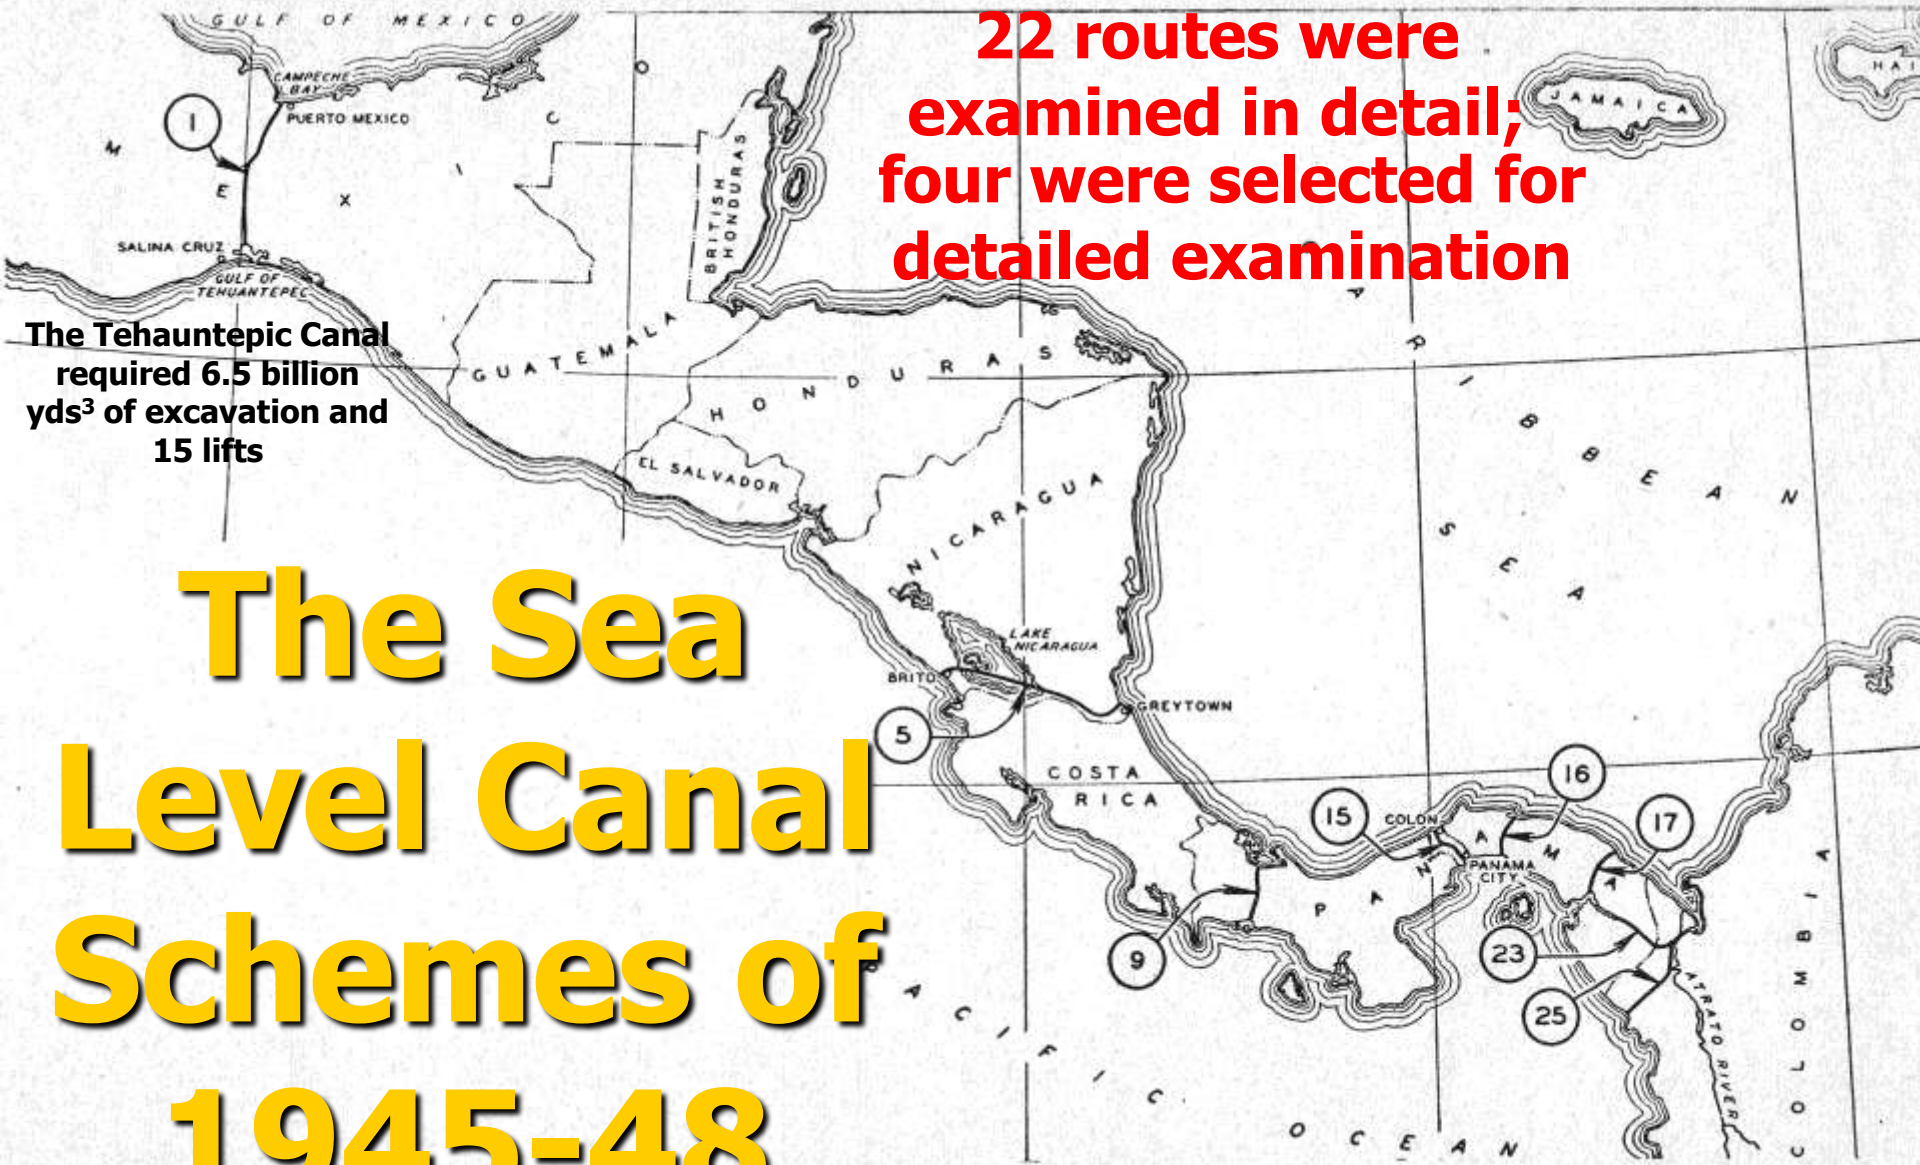 GULF OF MEXICO
22 routes were
examined in detail;
four were selected for
detailed examination
JAMAICA
HAI
CAMPECHE
BAY
PUERTO MEXICO
1
MEXICO
BRITISH
HONDURAS
SALINA CRUZ
GULF OF
TEHUANTEPEC
The Tehauntepic Canal
required 6.5 billion
yds³ of excavation and
15 lifts
GUATEMALA
HONDURAS
EL SALVADOR
NICARAGUA
CARIBBEAN
SEA
The Sea
Level Canal
Schemes of
1945-48
LAKE
NICARAGUA
BRITO
GREYTOWN
5
COSTA
RICA
15
COLON
16
17
PANAMA
CITY
PANAMA
9
23
25
ATRATO RIVER
COLOMBIA
PACIFIC
OCEAN